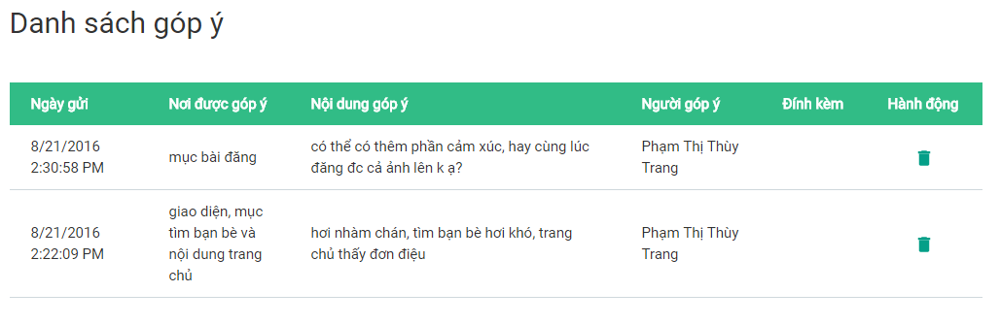 Danh sách góp ý
Ngày gửi Nơi được góp ý Nội dung góp ý Người góp ý Đính kèm Hành động
8/21/2016
2:30:58 PM
mục bài đăng
có thể có thêm phần cảm xúc, hay cùng lúc
đăng đc cả ảnh lên k ạ?
Phạm Thị Thùy
Trang
8/21/2016
2:22:09 PM
giao diện, mục
tìm bạn bè và
nội dung trang
chủ
hơi nhàm chán, tìm bạn bè hơi khó, trang
chủ thấy đơn điệu
Phạm Thị Thùy
Trang